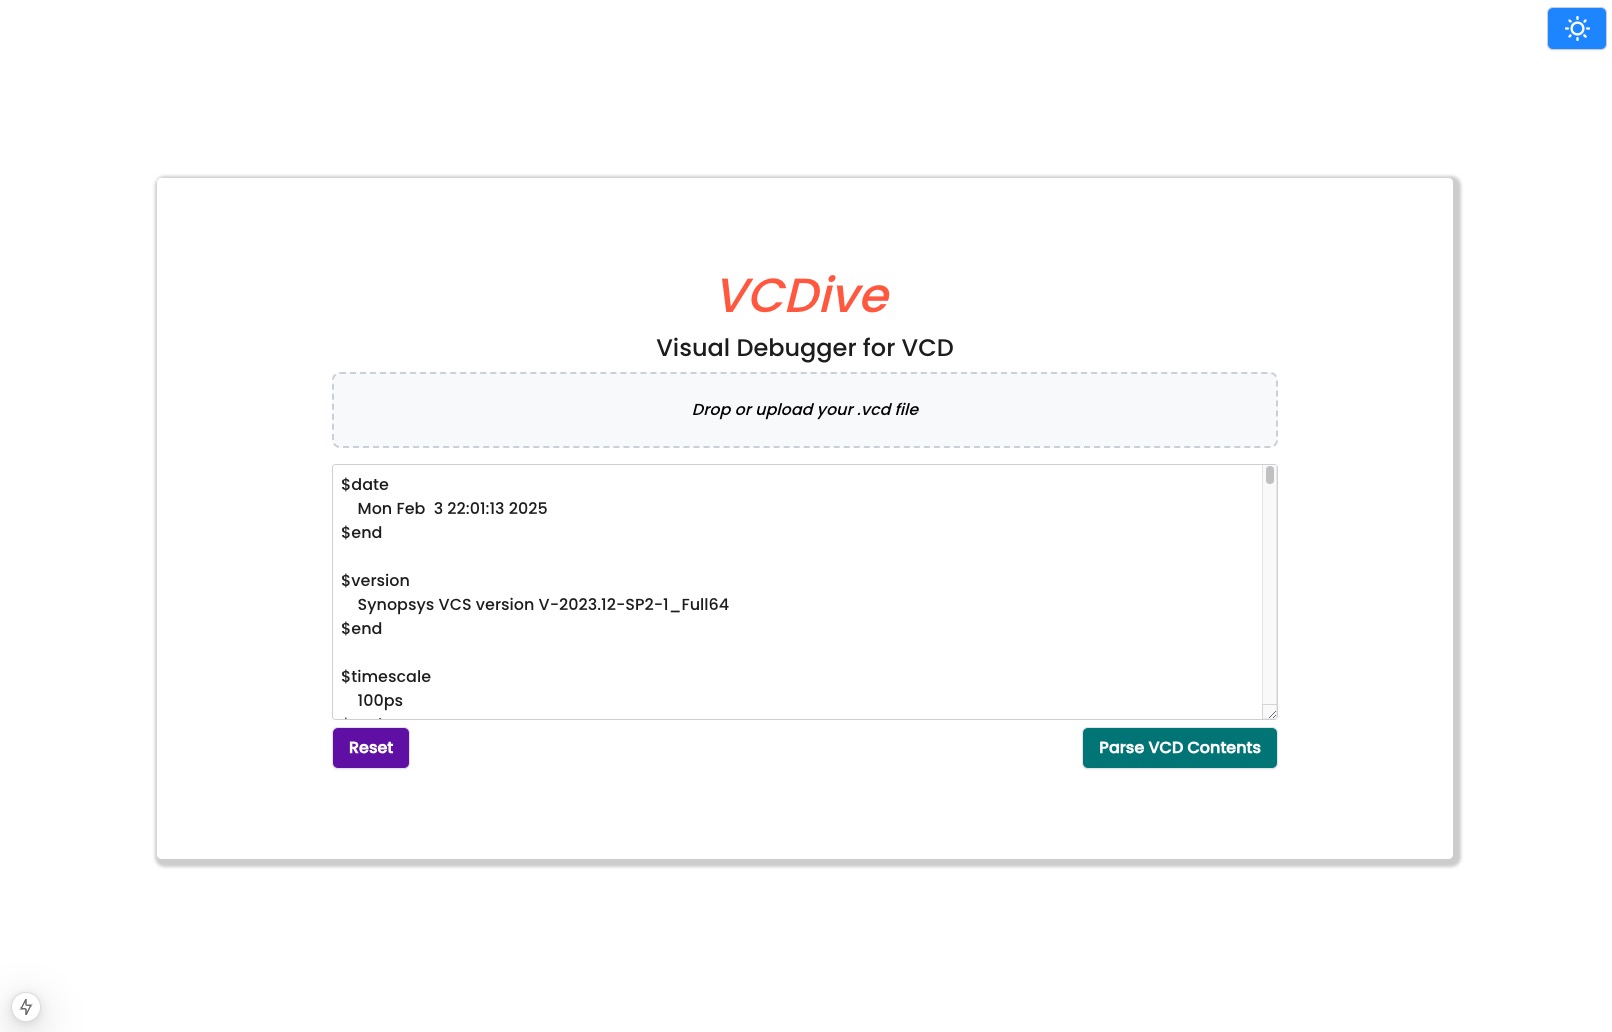 VCDive
Visual Debugger for VCD
Drop or upload your .vcd file
$date
    Mon Feb  3 22:01:13 2025
$end

$version
    Synopsys VCS version V-2023.12-SP2-1_Full64
$end

$timescale
    100ps
Reset
Parse VCD Contents